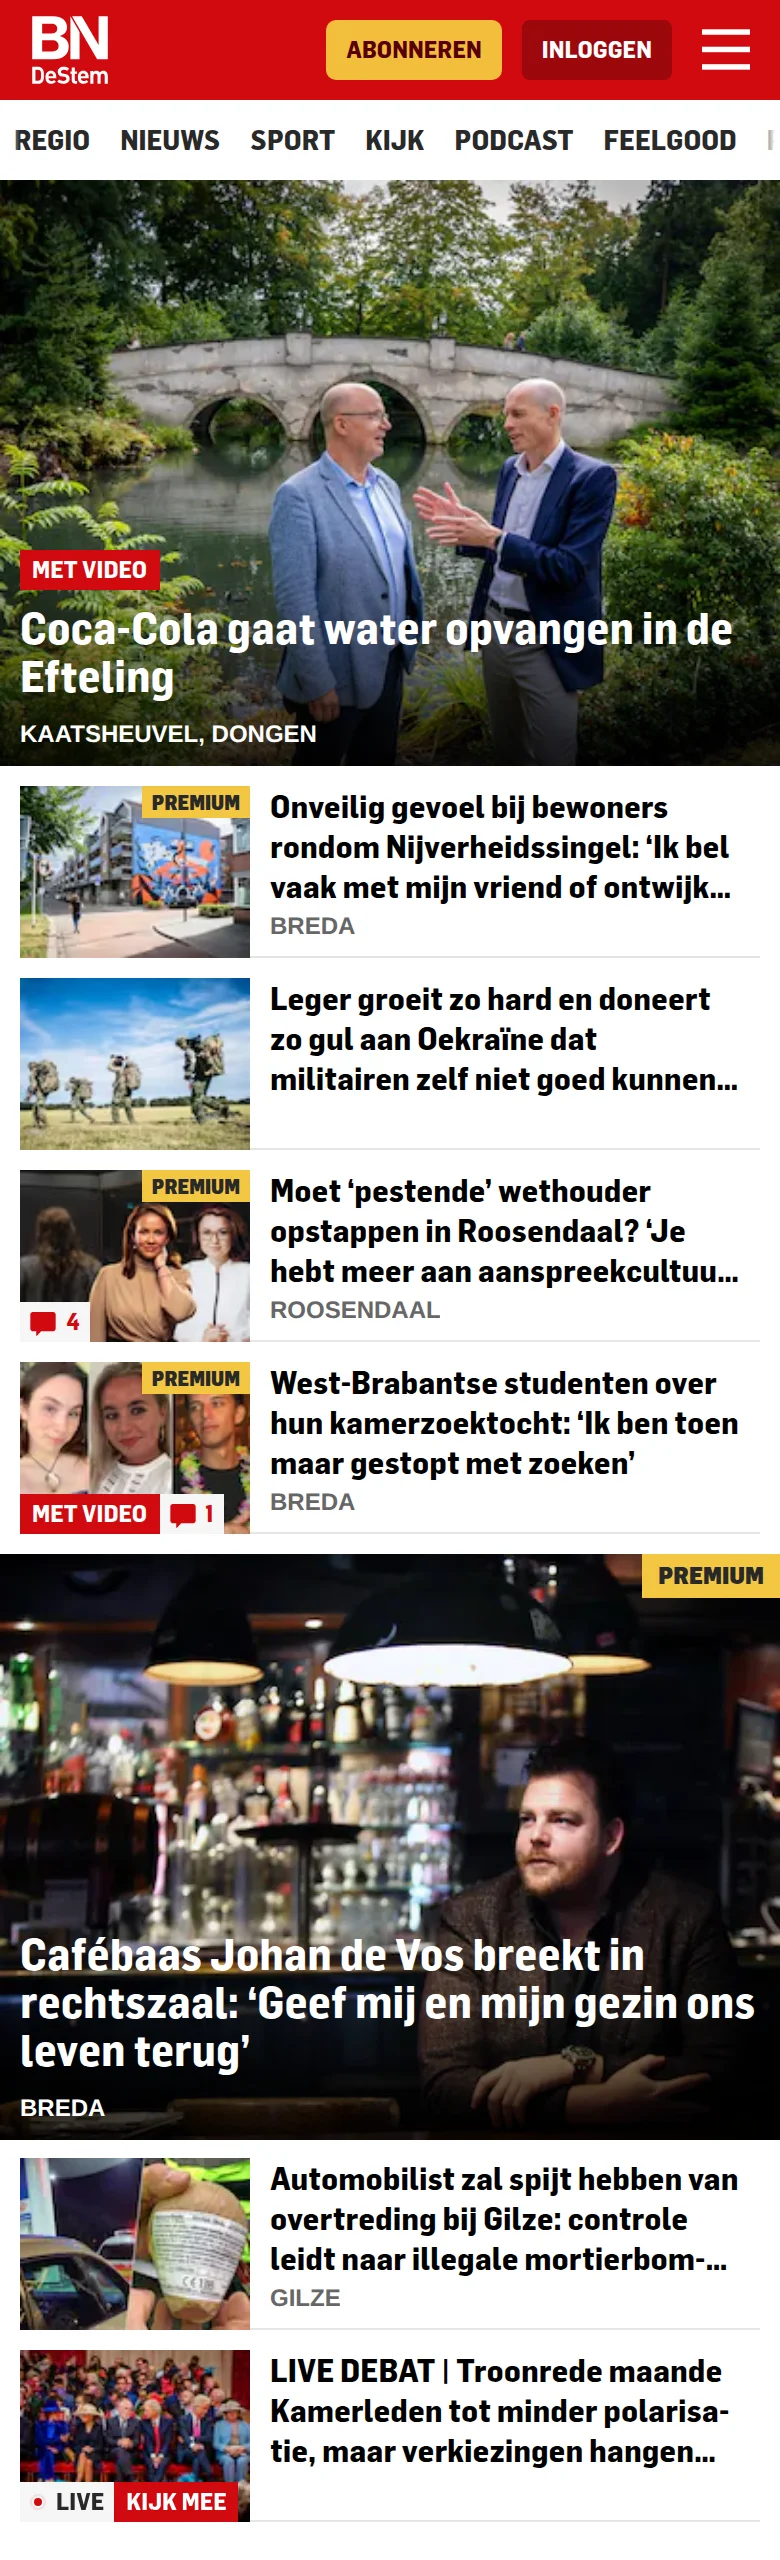 BN
DeStem
ABONNEREN
INLOGGEN
REGIO NIEUWS SPORT KIJK PODCAST FEELGOOD
MET VIDEO
Coca-Cola gaat water opvangen in de
Efteling
KAATSHEUVEL, DONGEN
PREMIUM
Onveilig gevoel bij bewoners
rondom Nijverheidssingel: ‘Ik bel
vaak met mijn vriend of ontwijk...
BREDA
Leger groeit zo hard en doneert
zo gul aan Oekraïne dat
militairen zelf niet goed kunnen...
PREMIUM
4
Moet ‘pestende’ wethouder
opstappen in Roosendaal? ‘Je
hebt meer aan aanspreekcultuu...
ROOSENDAAL
PREMIUM
MET VIDEO
1
West-Brabantse studenten over
hun kamerzoektocht: ‘Ik ben toen
maar gestopt met zoeken’
BREDA
PREMIUM
Cafébaas Johan de Vos breekt in
rechtszaal: ‘Geef mij en mijn gezin ons
leven terug’
BREDA
Automobilist zal spijt hebben van
overtreding bij Gilze: controle
leidt naar illegale mortierbom-...
GILZE
LIVE
KIJK MEE
LIVE DEBAT | Troonrede maande
Kamerleden tot minder polarisa-
tie, maar verkiezingen hangen...